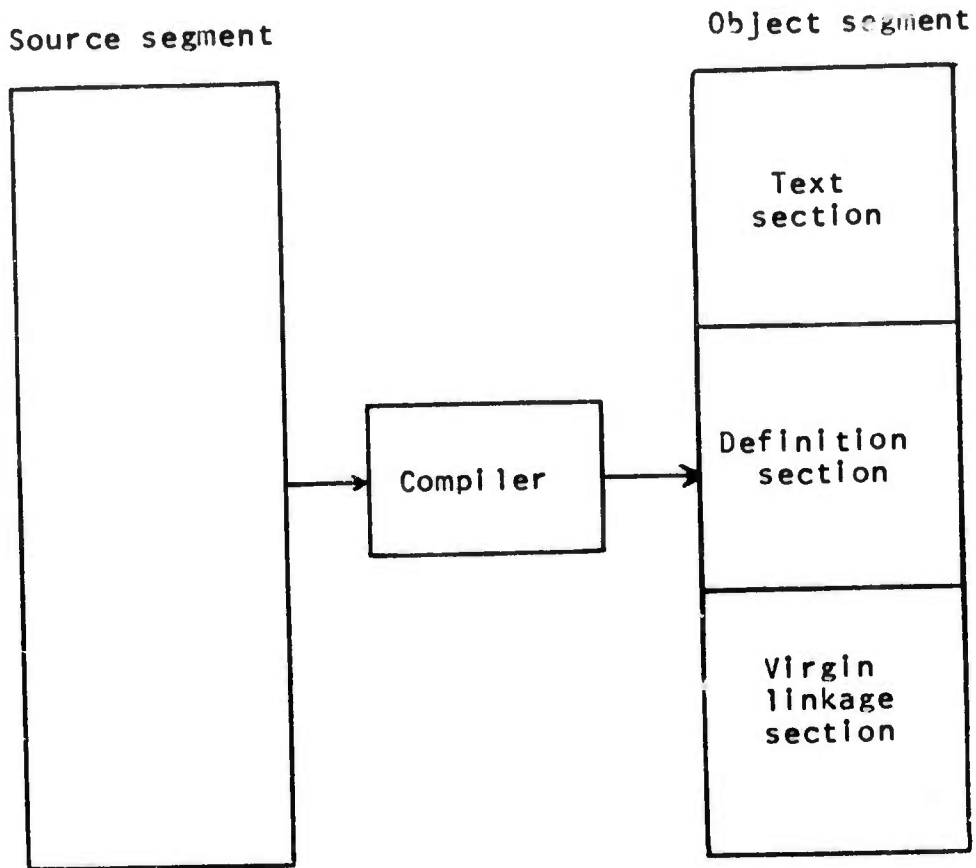 Source segment
Object segment
Text
section
Compiler
Definition
section
Virgin
linkage
section